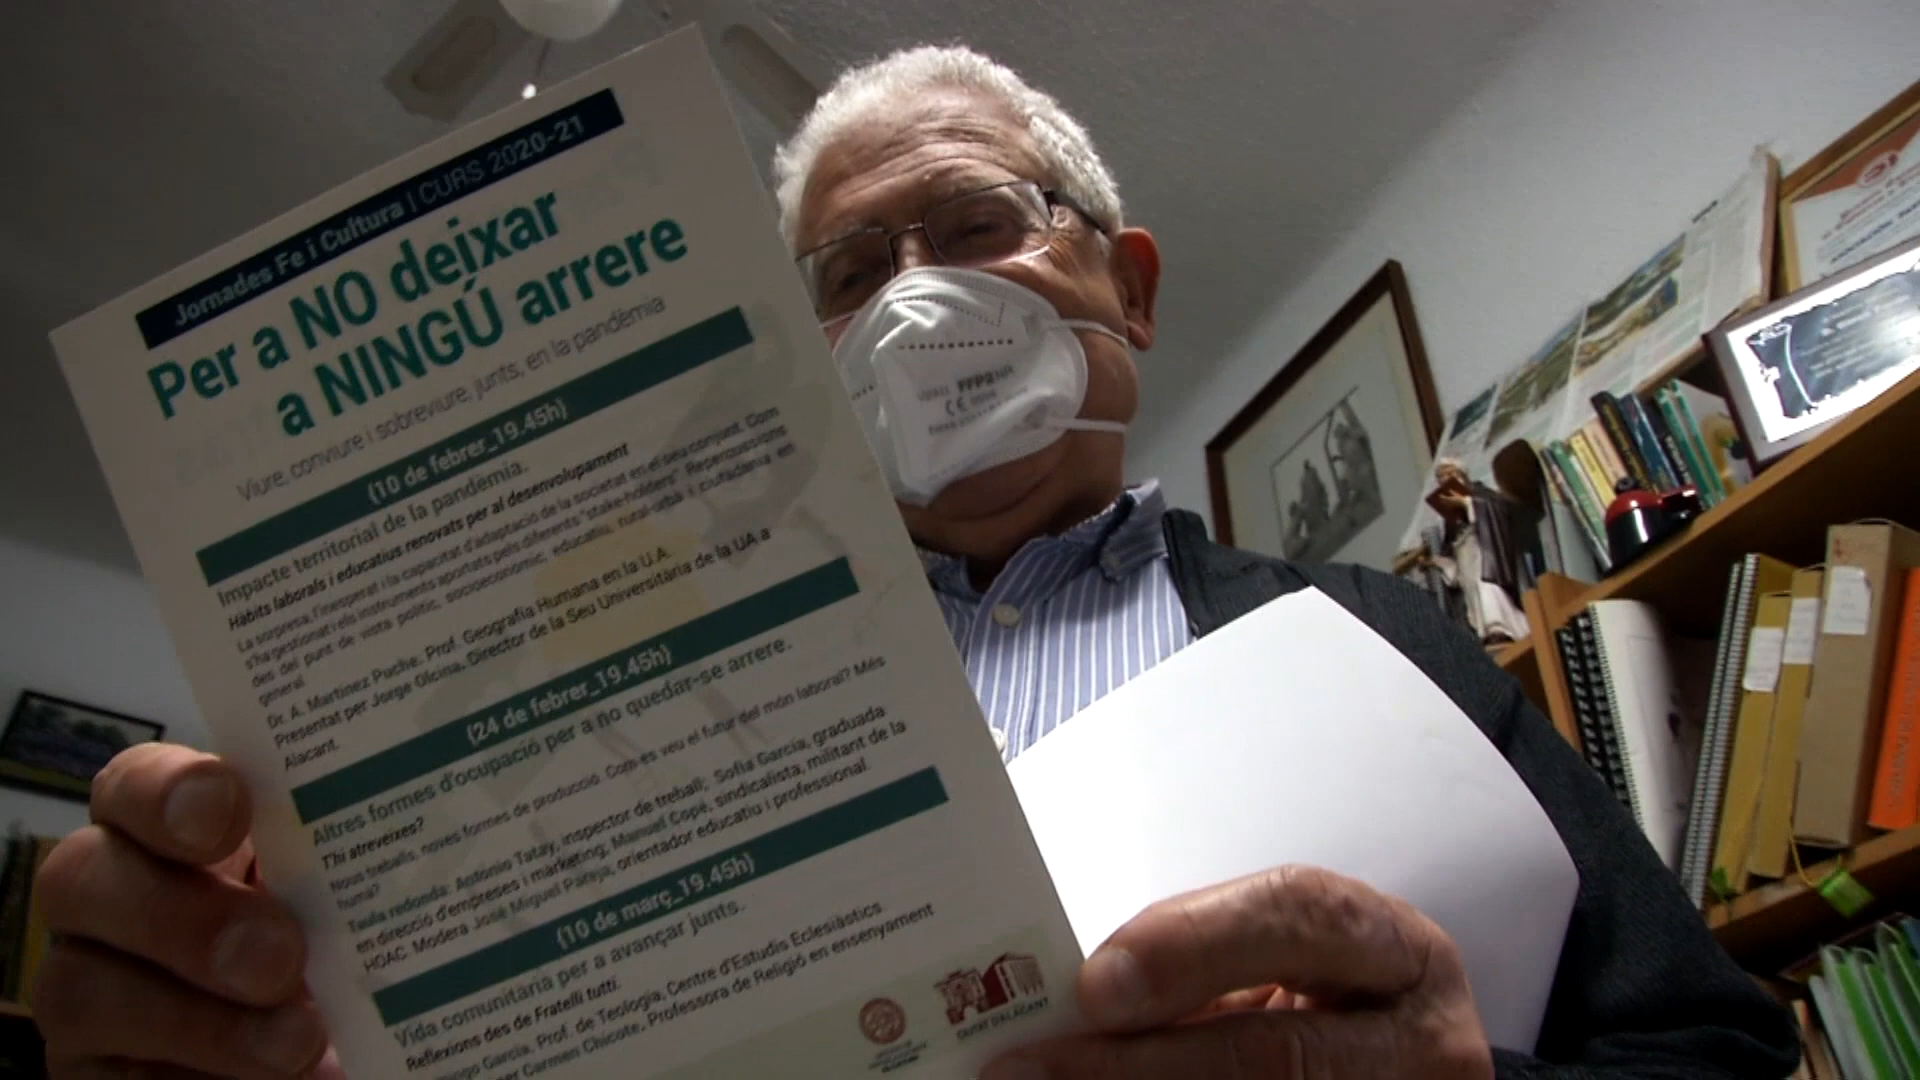 Jornades Fe i Cultura | CURS 2020-21
Per a NO deixar
a NINGÚ arrere
Viure, conviure i sobreviure, junts, en la pandèmia
(10 de febrer_19.45h)
Impacte territorial de la pandèmia.
Hàbits laborals i educatius renovats per al desenvolupament
La sorpresa, l'inesperat i la capacitat d'adaptació de la societat en el seu conjunt. Com
s'ha gestionat i els instruments aportats pels diferents "stake-holders" Repercussions
des del punt de vista polític, socioeconòmic, educatiu, rural-urbà i ciutadania en
general
Dr. A. Martínez Puche. Prof. Geografia Humana en la U.A.
Presentat per Jorge Olcina. Director de la Seu Universitària de la UA a
Alacant.
(24 de febrer_19.45h)
Altres formes d'ocupació per a no quedar-se arrere.
T'hi atreveixes?
Nous treballs, noves formes de producció. Com es veu el futur del món laboral? Més
humà?
Taula redonda: Antonio Tatay, inspector de treball; Sofía García, graduada
en direcció d'empreses i marketing; Manuel Copé, sindicalista, militant de la
HOAC. Modera José Miguel Pareja, orientador educatiu i professional.
(10 de març_19.45h)
Vida comunitària per a avançar junts.
Reflexions des de Fratelli tutti.
García, Prof. de Teologia, Centre d'Estudis Eclesiàstics.
per Carmen Chicote, Professora de Religió en ensenyament
CIUTAT D'ALACANT
FFP2 NR
CE